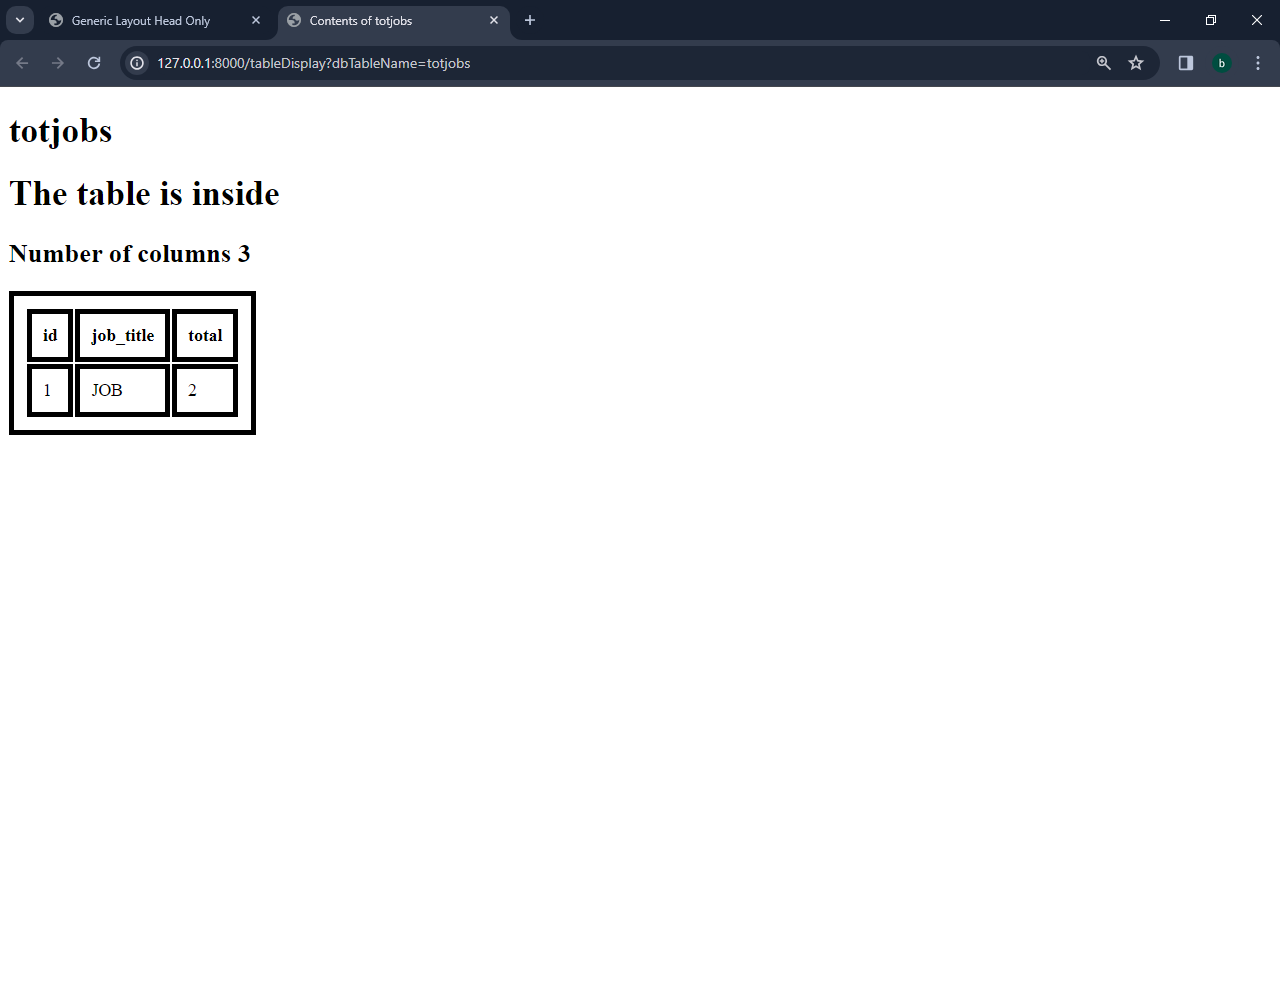 Generic Layout Head Only
Contents of totjobs
127.0.0.1:8000/tableDisplay?dbTableName=totjobs
b
totjobs
The table is inside
Number of columns 3
id job_title total
1 JOB 2